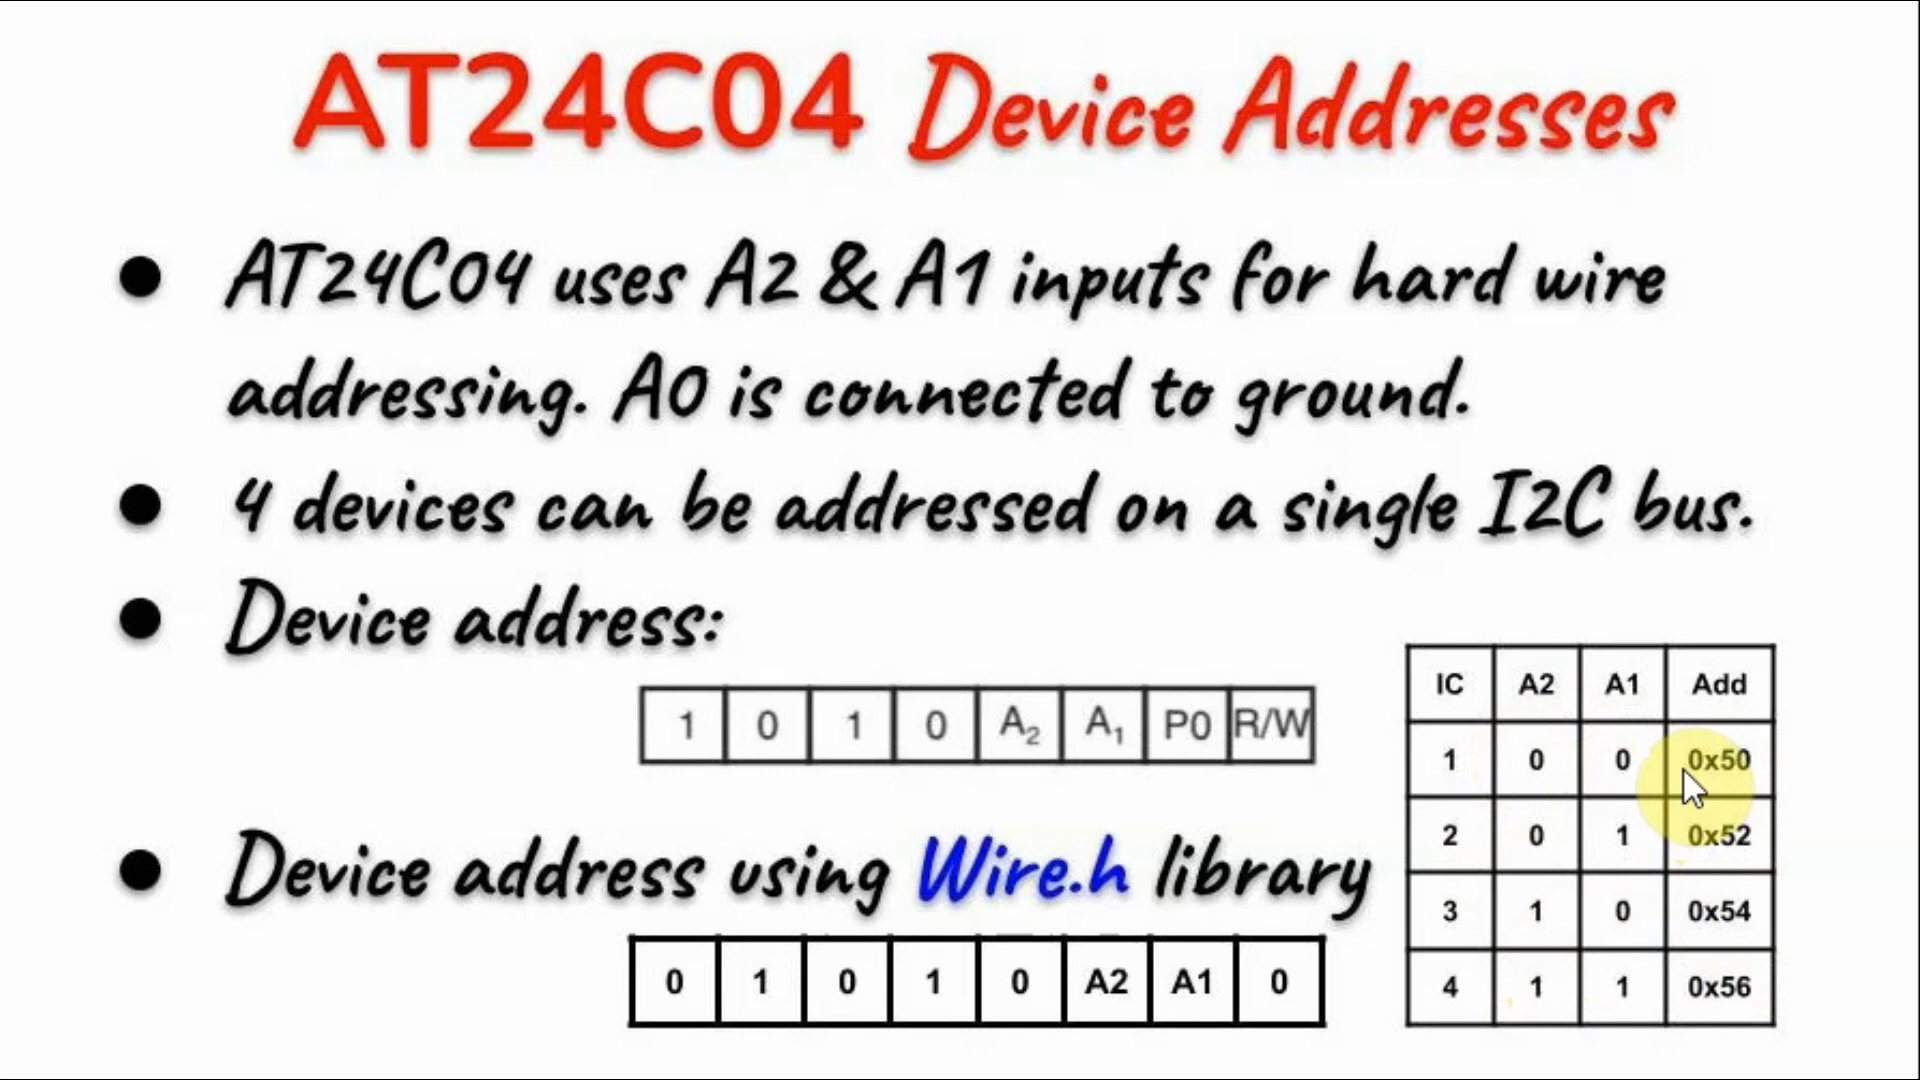 AT24C04 Device Addresses
● AT24C04 uses A2 & A1 inputs for hard wire
addressing. A0 is connected to ground.
● 4 devices can be addressed on a single I2C bus.
● Device address:
1 0 1 0 A₂ A₁ P0 R/W
● Device address using Wire.h library
0 1 0 1 0 A2 A1 0
IC A2 A1 Add
1 0 0 0x50
2 0 1 0x52
3 1 0 0x54
4 1 1 0x56